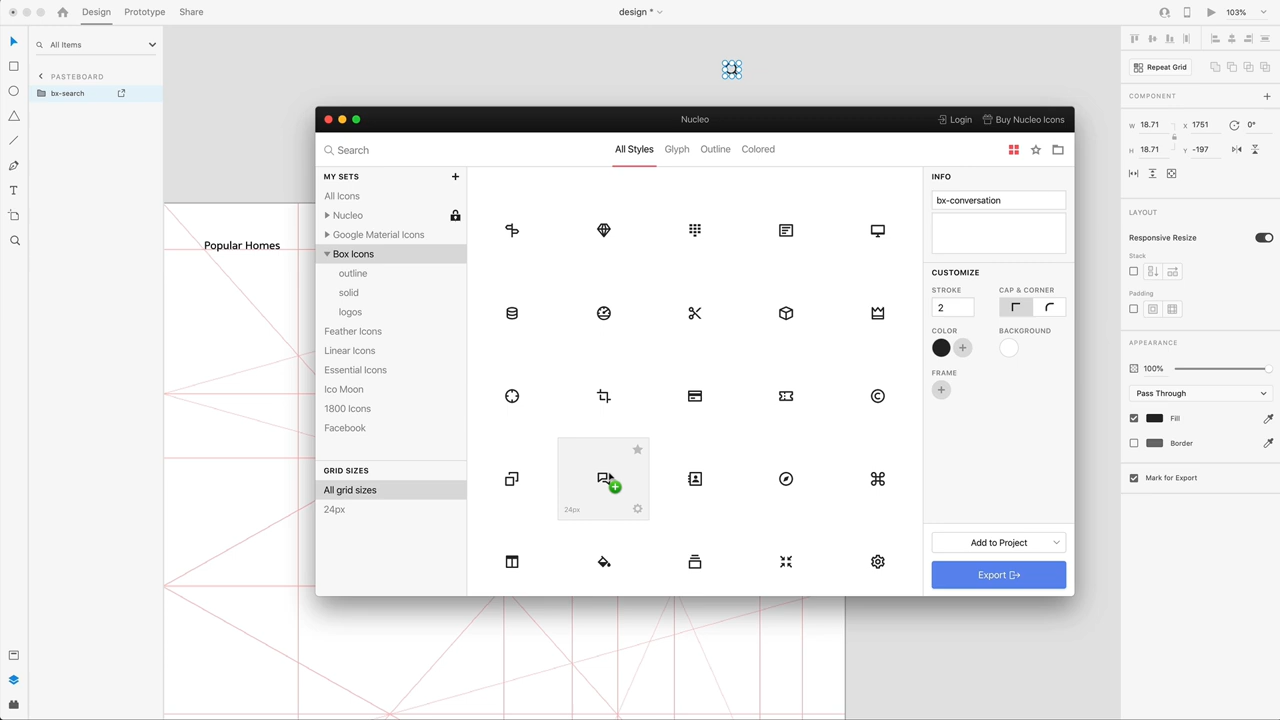 Design Prototype Share
design *
103%
All Items
PASTEBOARD
bx-search
Popular Homes
Nucleo
Login
Buy Nucleo Icons
Search
All Styles Glyph Outline Colored
MY SETS
+
All Icons
Nucleo
Google Material Icons
Box Icons
outline
solid
logos
Feather Icons
Linear Icons
Essential Icons
Ico Moon
1800 Icons
Facebook
GRID SIZES
All grid sizes
24px
24px
INFO
bx-conversation
CUSTOMIZE
STROKE
CAP & CORNER
2
COLOR
BACKGROUND
FRAME
Add to Project
Export
Repeat Grid
COMPONENT
W 18.71 X 1751 0°
H 18.71 Y -197
LAYOUT
Responsive Resize
Stack
Padding
APPEARANCE
100%
Pass Through
Fill
Border
Mark for Export